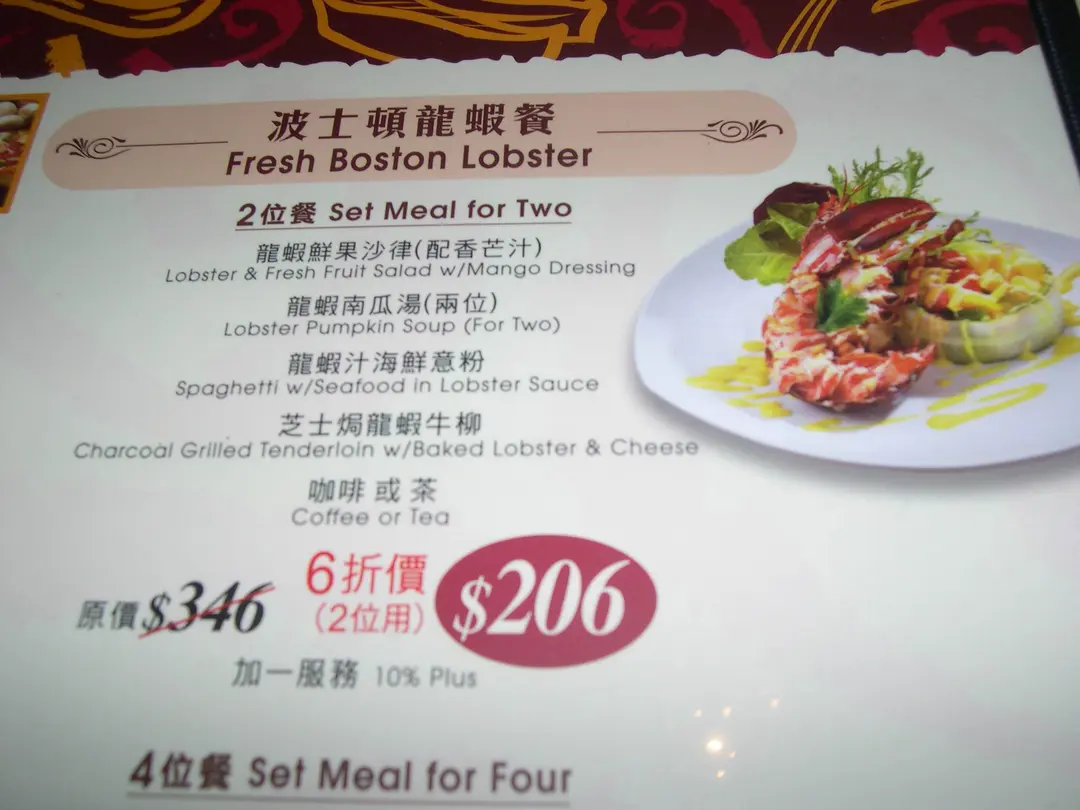 波士頓龍蝦餐
Fresh Boston Lobster
2位餐 Set Meal for Two
龍蝦鮮果沙律(配香芒汁)
Lobster & Fresh Fruit Salad w/Mango Dressing
龍蝦南瓜湯(兩位)
Lobster Pumpkin Soup (For Two)
龍蝦汁海鮮意粉
Spaghetti w/Seafood in Lobster Sauce
芝士焗龍蝦牛柳
Charcoal Grilled Tenderloin w/Baked Lobster & Cheese
咖啡或茶
Coffee or Tea
原價 $346 6折價 (2位用) $206
加一服務 10% Plus
4位餐 Set Meal for Four